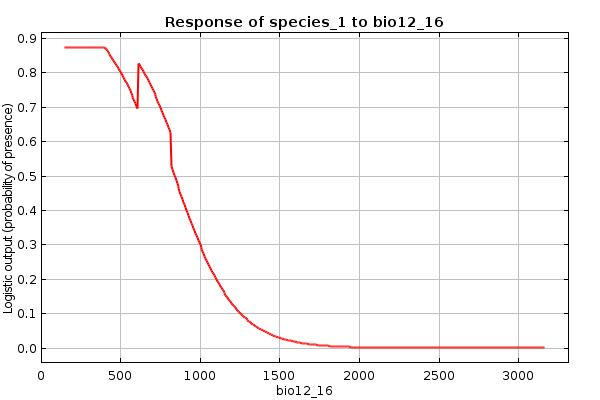 Response of species_1 to bio12_16
Logistic output (probability of presence)
0.9
0.8
0.7
0.6
0.5
0.4
0.3
0.2
0.1
0.0
0 500 1000 1500 2000 2500 3000
bio12_16